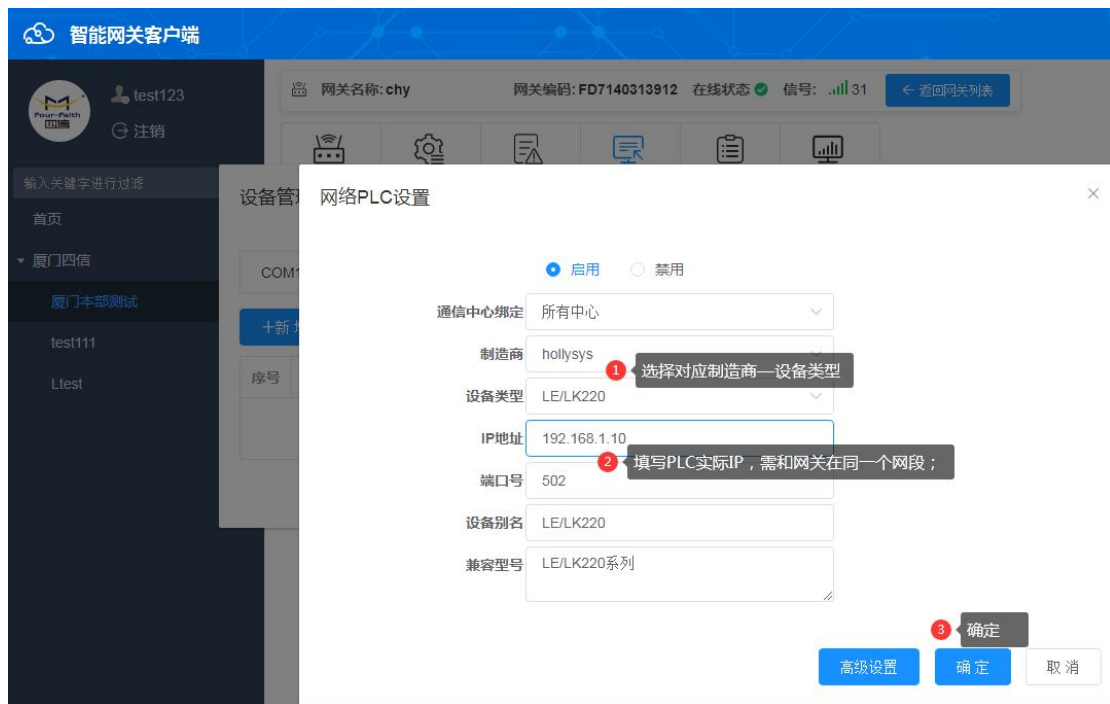 智能网关客户端
Four-Faith
四信
test123
注销
网关名称:chy 网关编码:FD7140313912 在线状态 信号: 31 ← 返回网关列表
输入关键字进行过滤
首页
厦门四信
厦门本部测试
test111
Ltest
设备管
COM1
+新 增
序号
网络PLC设置
启用 禁用
通信中心绑定 所有中心
制造商 hollysys
1 选择对应制造商—设备类型
设备类型 LE/LK220
IP地址 192.168.1.10
2 填写PLC实际IP，需和网关在同一个网段；
端口号 502
设备别名 LE/LK220
兼容型号 LE/LK220系列
3 确定
高级设置 确 定 取 消